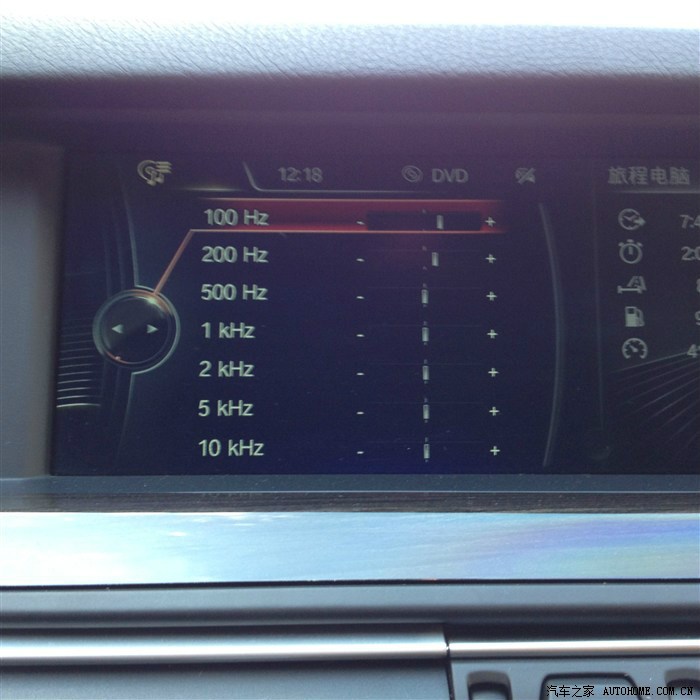 12:18 DVD 旅程电脑
100 Hz - +
200 Hz - +
500 Hz - +
1 kHz - +
2 kHz - +
5 kHz - +
10 kHz - +
汽车之家 AUTOHOME.COM.CN